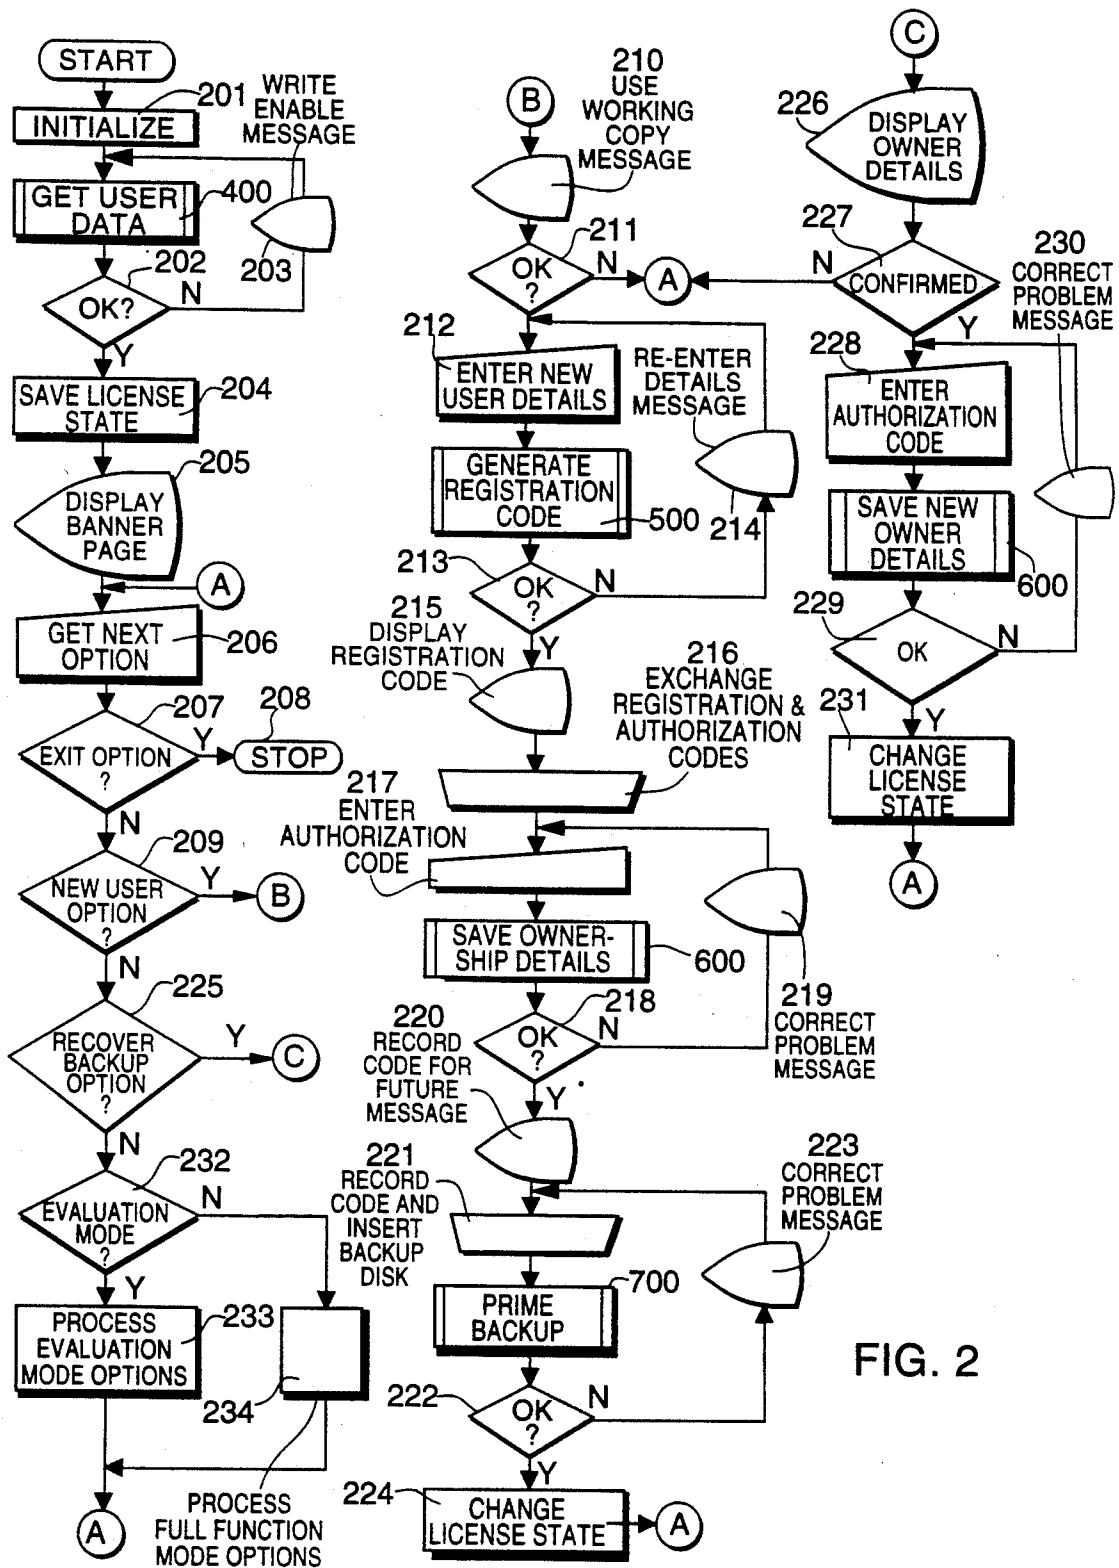 START
201
INITIALIZE
WRITE
ENABLE
MESSAGE
GET USER
DATA
400
203
202
OK?
N
Y
SAVE LICENSE
STATE
204
205
DISPLAY
BANNER
PAGE
A
GET NEXT
OPTION
206
207
EXIT OPTION
?
Y
208
STOP
N
209
NEW USER
OPTION
?
Y
B
N
225
RECOVER
BACKUP
OPTION
?
Y
C
N
232
EVALUATION
MODE
?
N
Y
PROCESS
EVALUATION
MODE OPTIONS
233
234
A
PROCESS
FULL FUNCTION
MODE OPTIONS
B
210
USE
WORKING
COPY
MESSAGE
211
OK
?
N
A
212
ENTER NEW
USER DETAILS
RE-ENTER
DETAILS
MESSAGE
GENERATE
REGISTRATION
CODE
500
214
213
OK
?
N
Y
215
DISPLAY
REGISTRATION
CODE
216
EXCHANGE
REGISTRATION &
AUTHORIZATION
CODES
217
ENTER
AUTHORIZATION
CODE
SAVE OWNER-
SHIP DETAILS
600
219
CORRECT
PROBLEM
MESSAGE
218
OK
?
N
Y
220
RECORD
CODE FOR
FUTURE
MESSAGE
221
RECORD
CODE AND
INSERT
BACKUP
DISK
223
CORRECT
PROBLEM
MESSAGE
700
PRIME
BACKUP
222
OK
?
N
Y
224
CHANGE
LICENSE STATE
A
C
226
DISPLAY
OWNER
DETAILS
227
CONFIRMED
N
Y
230
CORRECT
PROBLEM
MESSAGE
228
ENTER
AUTHORIZATION
CODE
SAVE NEW
OWNER
DETAILS
600
229
OK
N
Y
231
CHANGE
LICENSE
STATE
A
FIG. 2